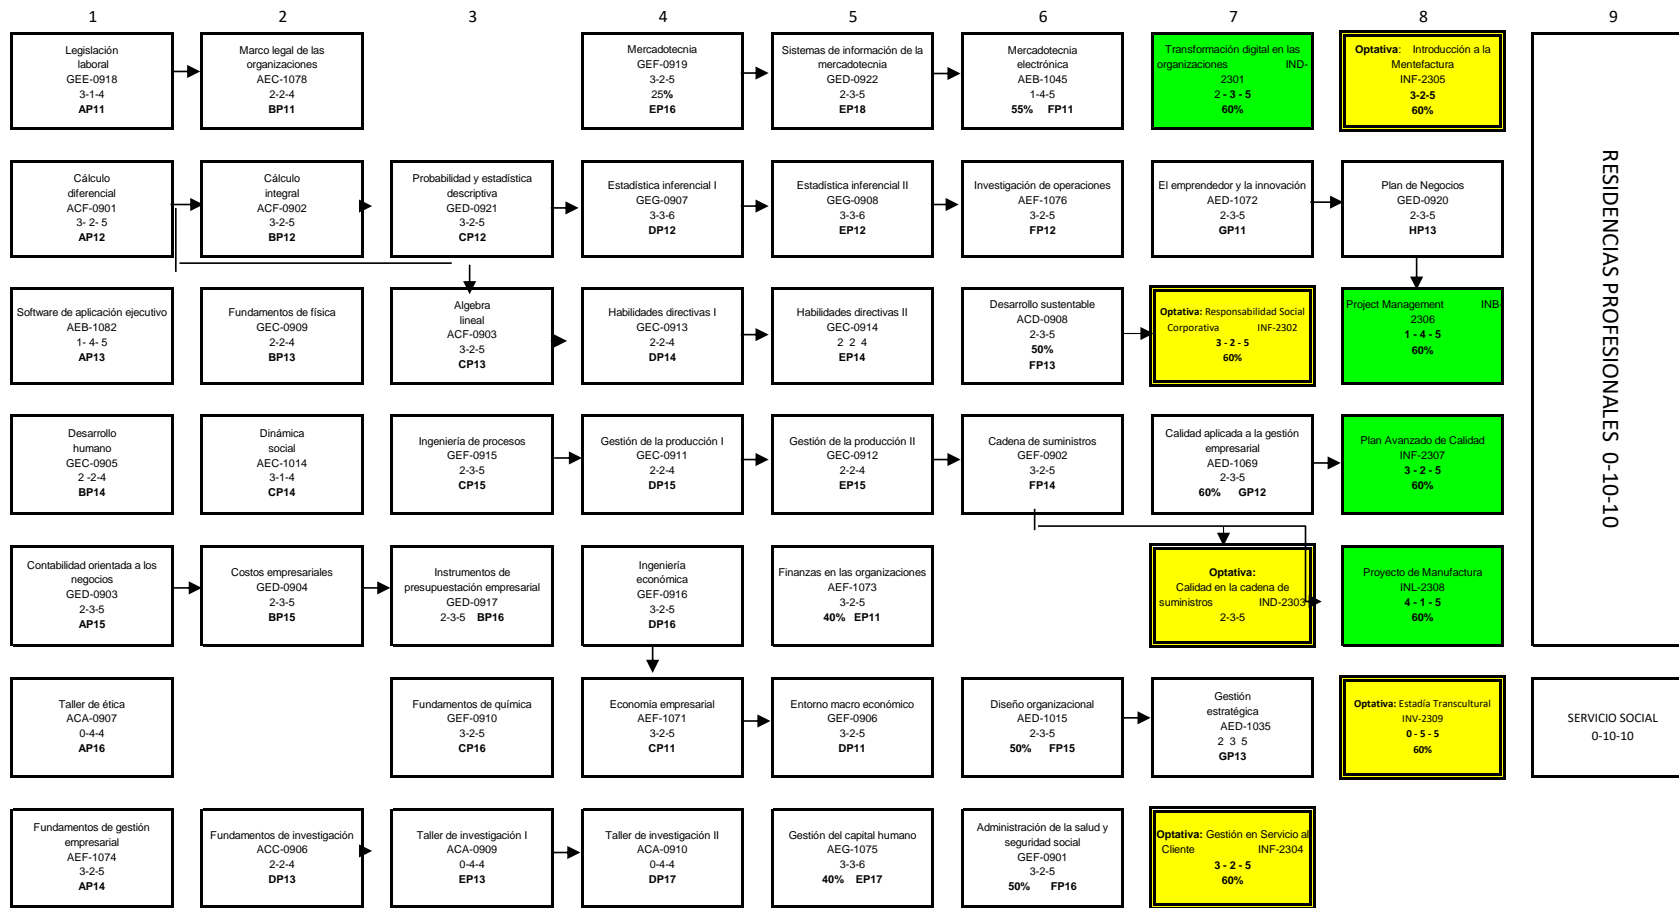 1 2 3 4 5 6 7 8 9
Legislación
laboral
GEE-0918
3-1-4
AP11
Marco legal de las
organizaciones
AEC-1078
2-2-4
BP11
Mercadotecnia
GEF-0919
3-2-5
25%
EP16
Sistemas de información de la
mercadotecnia
GED-0922
2-3-5
EP18
Mercadotecnia
electrónica
AEB-1045
1-4-5
55% FP11
Transformación digital en las
organizaciones IND-
2301
2 - 3 - 5
60%
Optativa: Introducción a la
Mentefactura
INF-2305
3-2-5
60%
RESIDENCIAS PROFESIONALES 0-10-10
Cálculo
diferencial
ACF-0901
3- 2- 5
AP12
Cálculo
integral
ACF-0902
3-2-5
BP12
Probabilidad y estadística
descriptiva
GED-0921
3-2-5
CP12
Estadística inferencial I
GEG-0907
3-3-6
DP12
Estadística inferencial II
GEG-0908
3-3-6
EP12
Investigación de operaciones
AEF-1076
3-2-5
FP12
El emprendedor y la innovación
AED-1072
2-3-5
GP11
Plan de Negocios
GED-0920
2-3-5
HP13
Software de aplicación ejecutivo
AEB-1082
1- 4- 5
AP13
Fundamentos de física
GEC-0909
2-2-4
BP13
Algebra
lineal
ACF-0903
3-2-5
CP13
Habilidades directivas I
GEC-0913
2-2-4
DP14
Habilidades directivas II
GEC-0914
2 2 4
EP14
Desarrollo sustentable
ACD-0908
2-3-5
50%
FP13
Optativa: Responsabilidad Social
Corporativa INF-2302
3 - 2 - 5
60%
Project Management INB-
2306
1 - 4 - 5
60%
Desarrollo
humano
GEC-0905
2 -2-4
BP14
Dinámica
social
AEC-1014
3-1-4
CP14
Ingeniería de procesos
GEF-0915
2-3-5
CP15
Gestión de la producción I
GEC-0911
2-2-4
DP15
Gestión de la producción II
GEC-0912
2-2-4
EP15
Cadena de suministros
GEF-0902
3-2-5
FP14
Calidad aplicada a la gestión
empresarial
AED-1069
2-3-5
60% GP12
Plan Avanzado de Calidad
INF-2307
3 - 2 - 5
60%
Contabilidad orientada a los
negocios
GED-0903
2-3-5
AP15
Costos empresariales
GED-0904
2-3-5
BP15
Instrumentos de
presupuestación empresarial
GED-0917
2-3-5 BP16
Ingeniería
económica
GEF-0916
3-2-5
DP16
Finanzas en las organizaciones
AEF-1073
3-2-5
40% EP11
Optativa:
Calidad en la cadena de
suministros IND-2303
2-3-5
Proyecto de Manufactura
INL-2308
4 - 1 - 5
60%
Taller de ética
ACA-0907
0-4-4
AP16
Fundamentos de química
GEF-0910
3-2-5
CP16
Economía empresarial
AEF-1071
3-2-5
CP11
Entorno macro económico
GEF-0906
3-2-5
DP11
Diseño organizacional
AED-1015
2-3-5
50% FP15
Gestión
estratégica
AED-1035
2 3 5
GP13
Optativa: Estadía Transcultural
INV-2309
0 - 5 - 5
60%
SERVICIO SOCIAL
0-10-10
Fundamentos de gestión
empresarial
AEF-1074
3-2-5
AP14
Fundamentos de investigación
ACC-0906
2-2-4
DP13
Taller de investigación I
ACA-0909
0-4-4
EP13
Taller de investigación II
ACA-0910
0-4-4
DP17
Gestión del capital humano
AEG-1075
3-3-6
40% EP17
Administración de la salud y
seguridad social
GEF-0901
3-2-5
50% FP16
Optativa: Gestión en Servicio al
Cliente INF-2304
3 - 2 - 5
60%